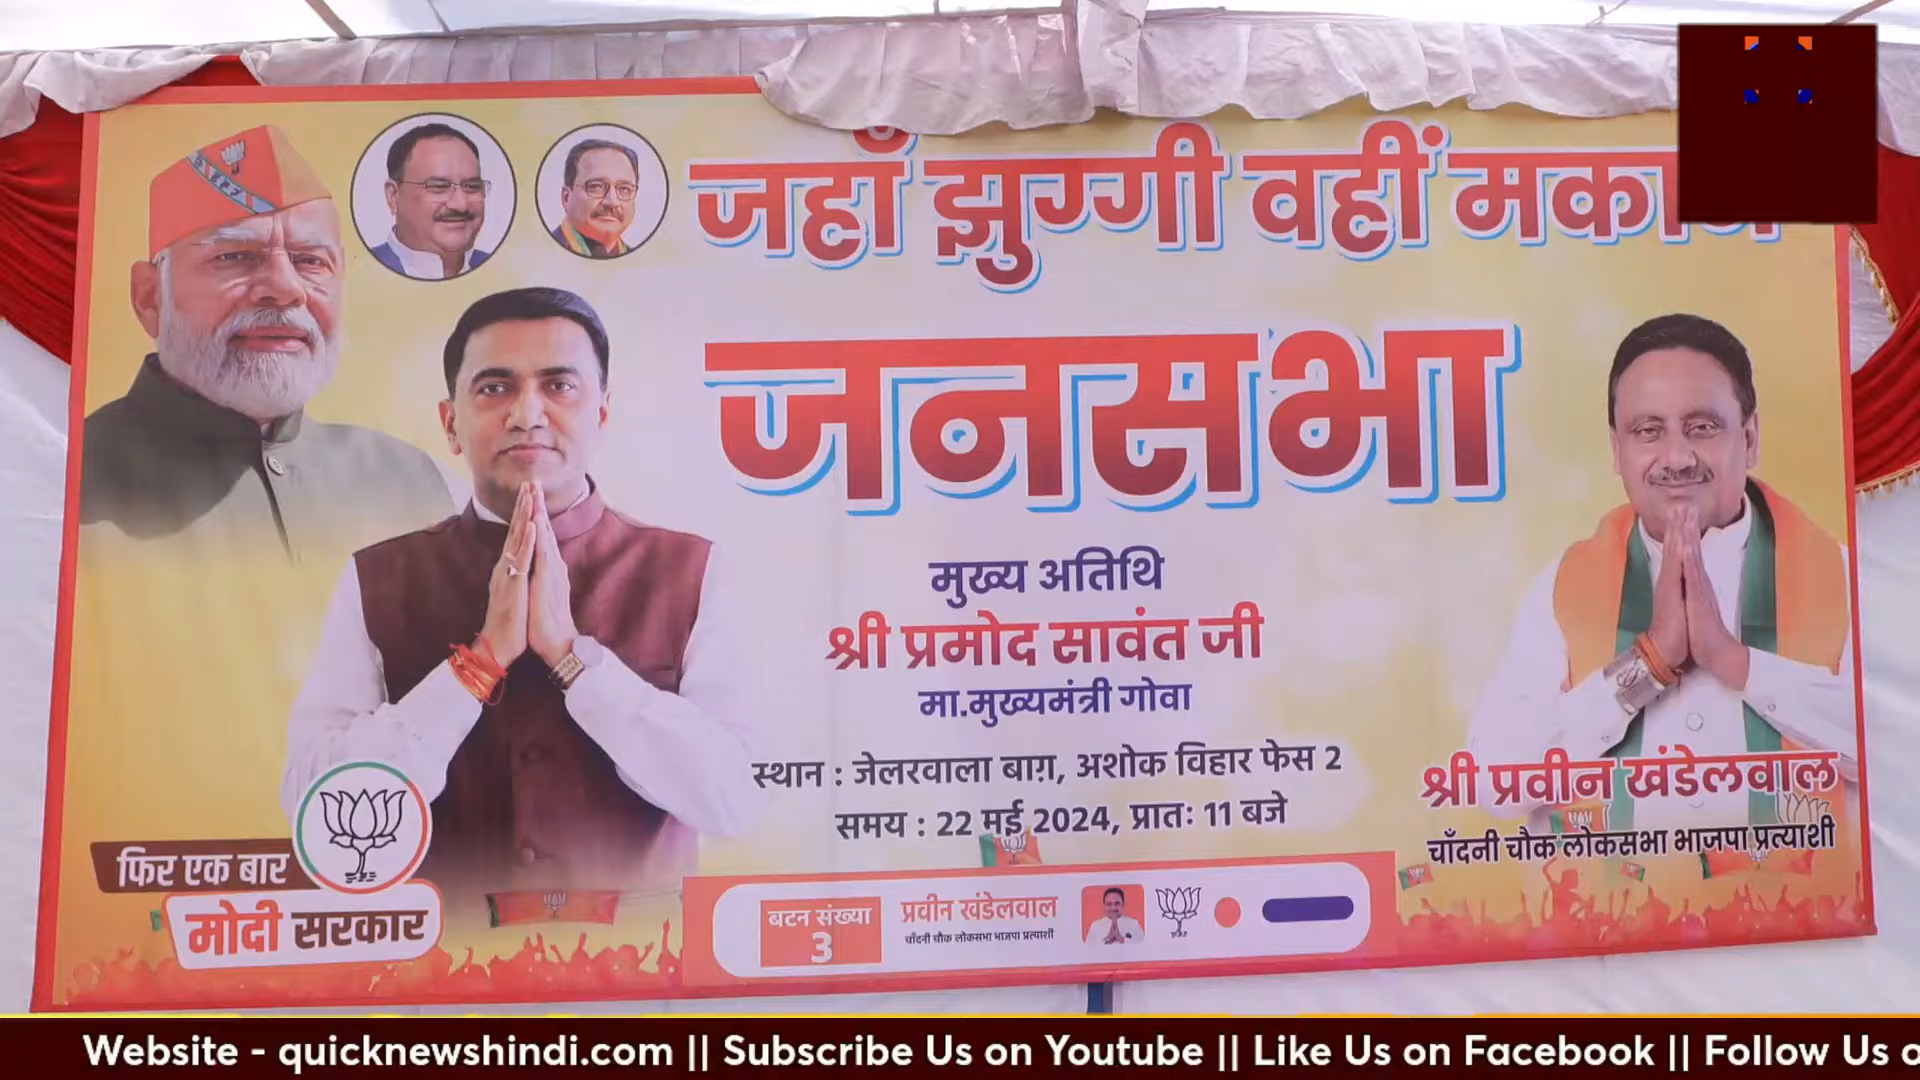 जहाँ झुग्गी वहीं
जनसभा
मुख्य अतिथि
श्री प्रमोद सावंत जी
मा.मुख्यमंत्री गोवा
स्थान : जेलरवाला बाग़, अशोक विहार फेस 2
समय : 22 मई 2024, प्रातः 11 बजे
श्री प्रवीन खंडेलवाल
चाँदनी चौक लोकसभा भाजपा प्रत्याशी
फिर एक बार
मोदी सरकार
बटन संख्या
3
प्रवीन खंडेलवाल
चाँदनी चौक लोकसभा भाजपा प्रत्याशी
Website - quicknewshindi.com || Subscribe Us on Youtube || Like Us on Facebook || Follow Us